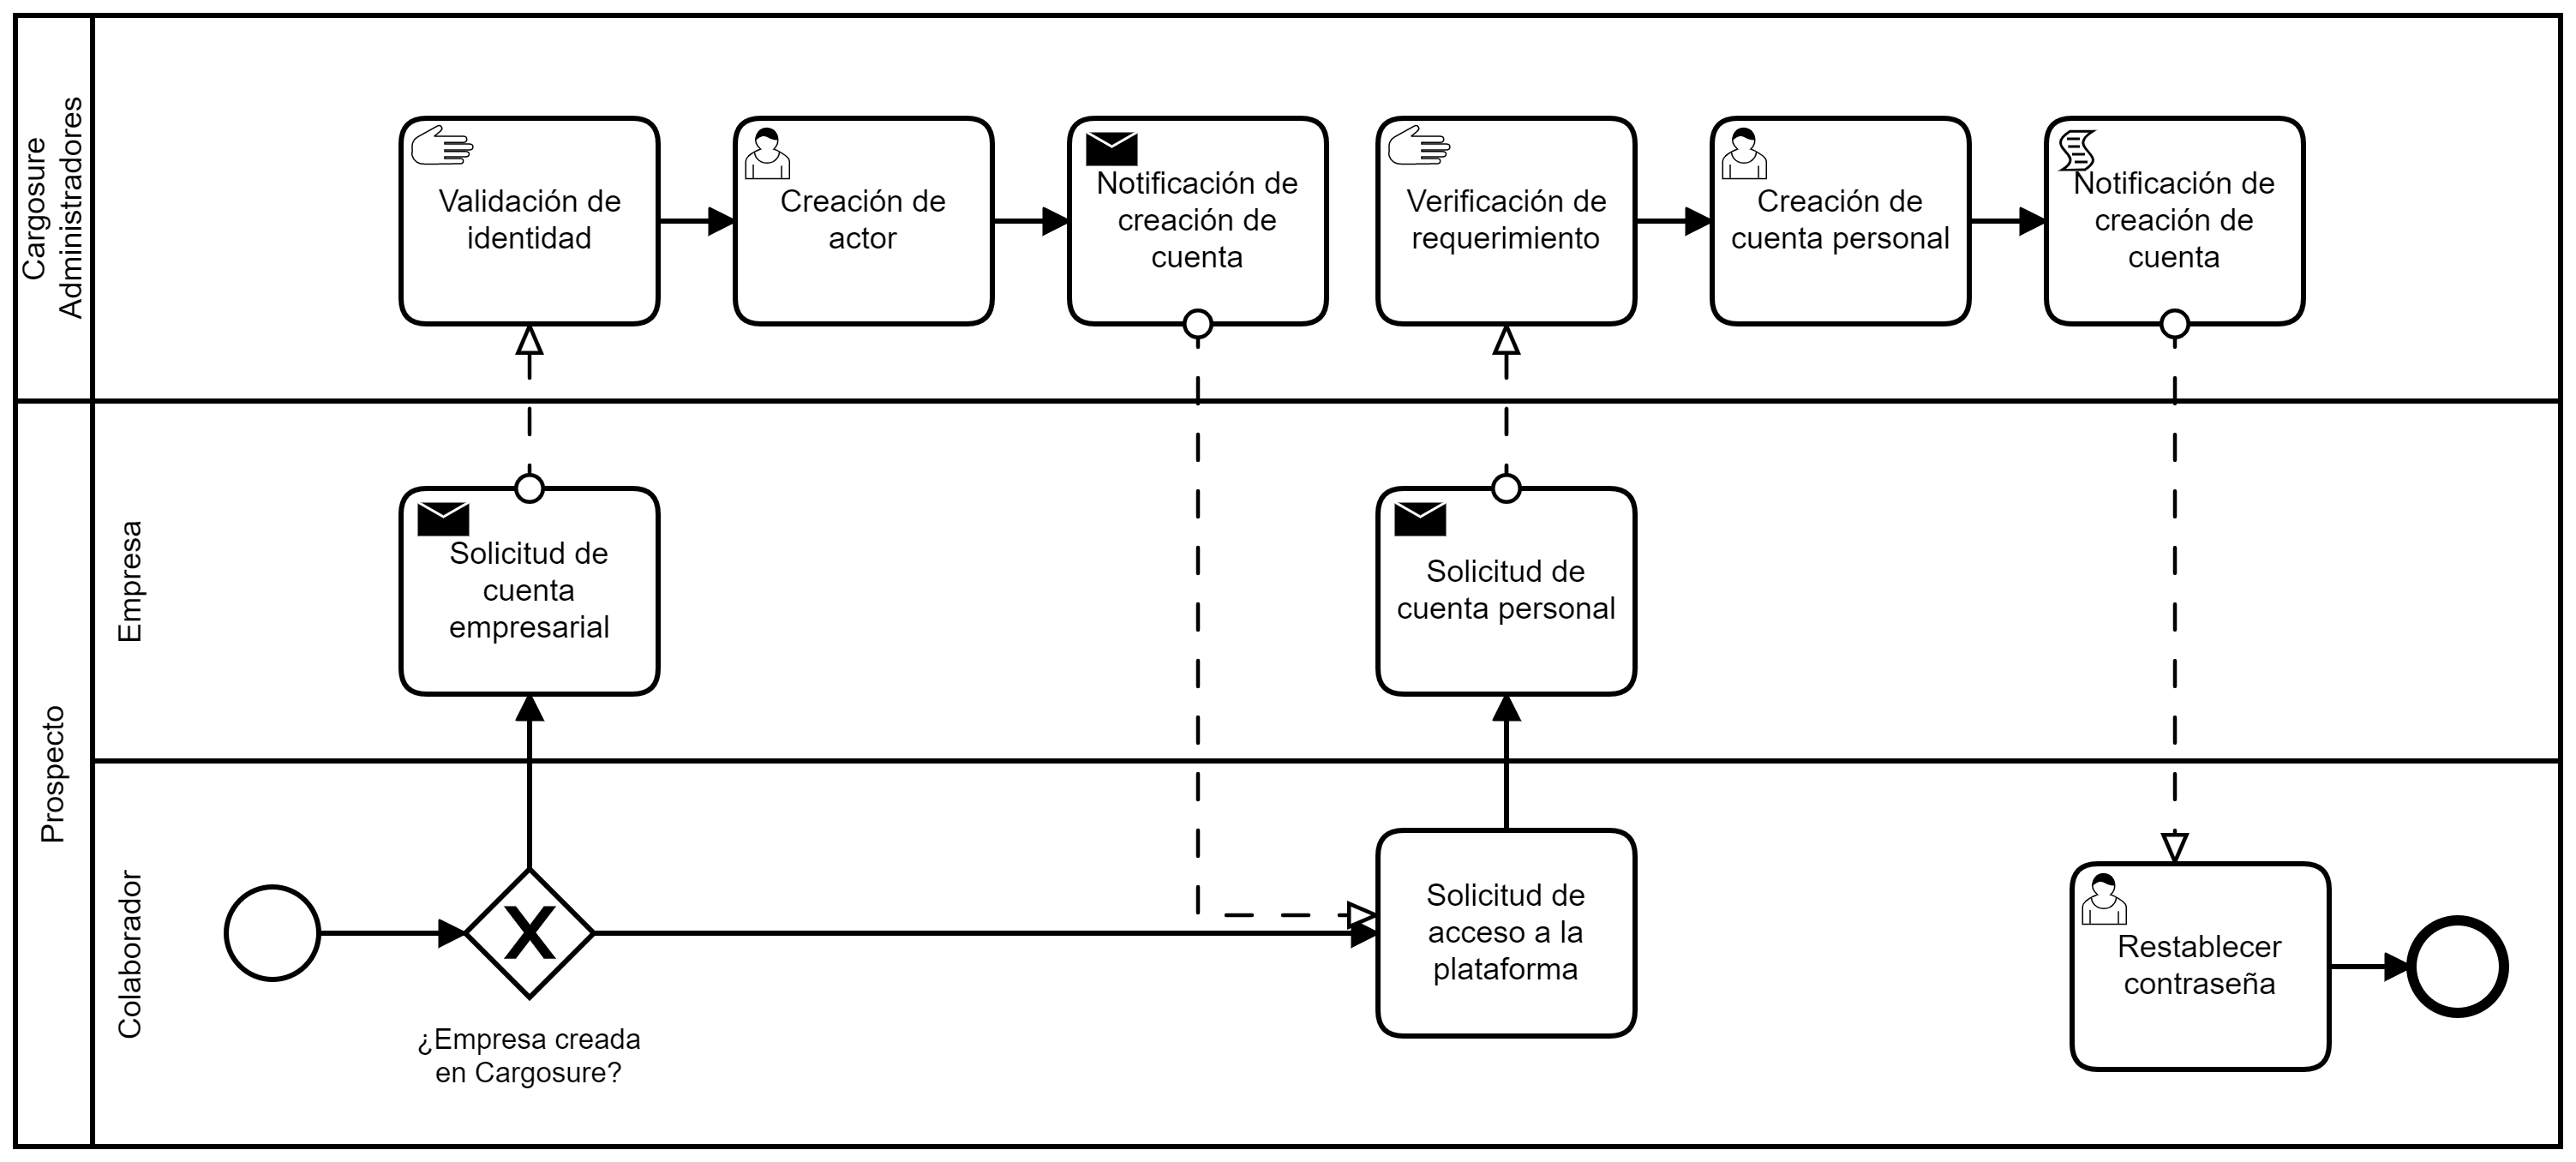 Cargosure
Administradores
Validación de
identidad
Creación de
actor
Notificación de
creación de
cuenta
Verificación de
requerimiento
Creación de
cuenta personal
Notificación de
creación de
cuenta
Prospecto
Empresa
Solicitud de
cuenta
empresarial
Solicitud de
cuenta personal
Colaborador
X
¿Empresa creada
en Cargosure?
Solicitud de
acceso a la
plataforma
Restablecer
contraseña